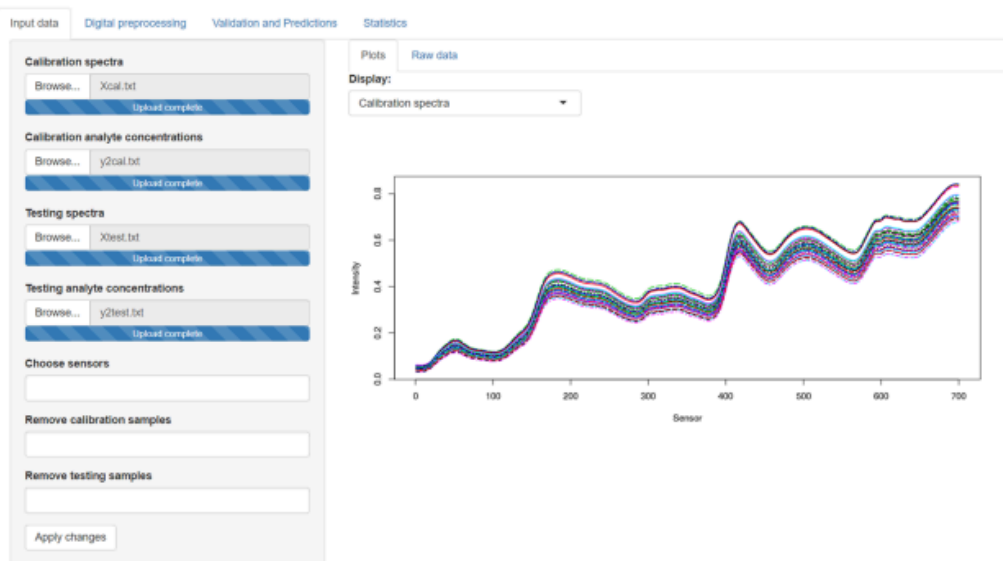 Input data Digital preprocessing Validation and Predictions Statistics
Calibration spectra
Browse... Xcal.txt
Upload complete
Calibration analyte concentrations
Browse... y2cal.txt
Upload complete
Testing spectra
Browse... Xtest.txt
Upload complete
Testing analyte concentrations
Browse... y2test.txt
Upload complete
Choose sensors
Remove calibration samples
Remove testing samples
Apply changes
Plots Raw data
Display:
Calibration spectra
Intensity
0.8
0.6
0.4
0.2
0.0
0 100 200 300 400 500 600 700
Sensor